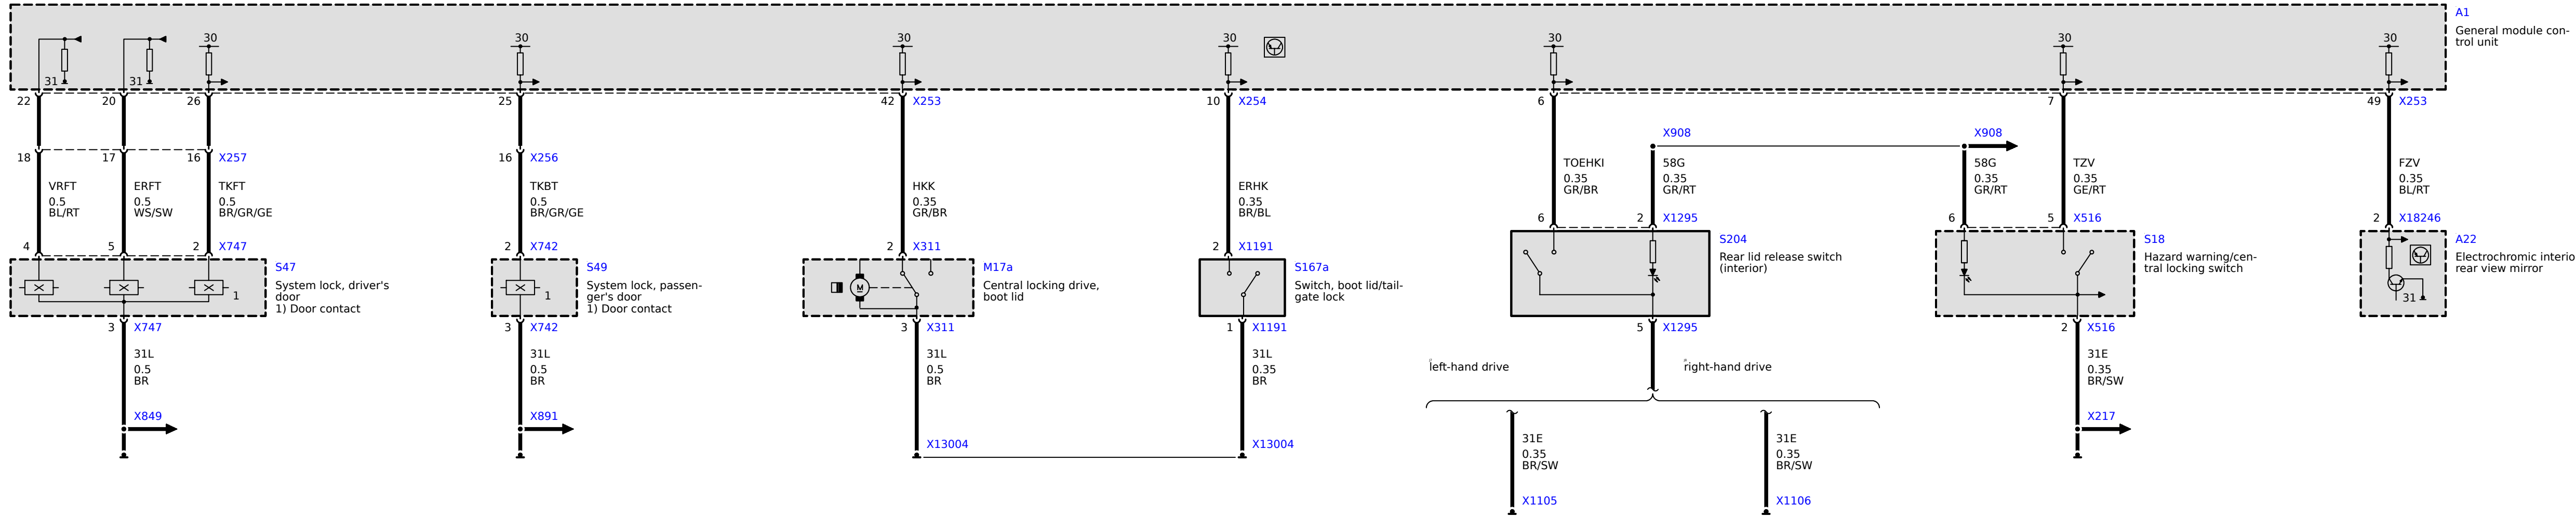 A1
General module con-
trol unit
30 30 30 30 30 30 30
31 31
22 20 26 25 42 X253 10 X254 6 7 49 X253
X908 X908
18 17 16 X257 16 X256
TOEHKI 58G 58G TZV FZV
0.35 0.35 0.35 0.35 0.35
GR/BR GR/RT GR/RT GE/RT BL/RT
VRFT ERFT TKFT TKBT HKK ERHK
0.5 0.5 0.5 0.5 0.35 0.35
BL/RT WS/SW BR/GR/GE BR/GR/GE GR/BR BR/BL
6 2 X1295 6 5 X516 2 X18246
4 5 2 X747 2 X742 2 X311 2 X1191
S204
Rear lid release switch
(interior)
S18
Hazard warning/cen-
tral locking switch
A22
Electrochromic interio
rear view mirror
31
S47
System lock, driver's
door
1) Door contact
1
S49
System lock, passen-
ger's door
1) Door contact
1
M17a
Central locking drive,
boot lid
M
S167a
Switch, boot lid/tail-
gate lock
3 X747 3 X742 3 X311 1 X1191 5 X1295 2 X516
31L 31L 31L 31L 31E
0.5 0.5 0.5 0.35 0.35
BR BR BR BR BR/SW
left-hand drive right-hand drive
X849 X891 X217
X13004 X13004
31E 31E
0.35 0.35
BR/SW BR/SW
X1105 X1106